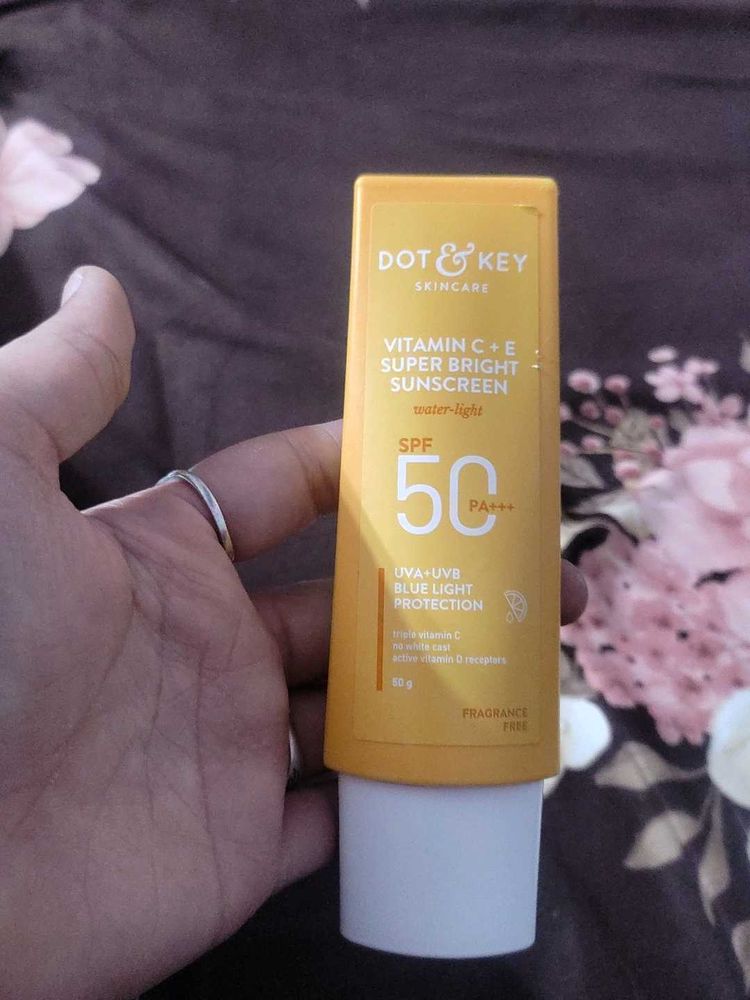 DOT & KEY
SKINCARE
VITAMIN C + E
SUPER BRIGHT
SUNSCREEN
water-light
SPF
50
PA+++
UVA+UVB
BLUE LIGHT
PROTECTION
triple vitamin C
no white cast
active vitamin D receptors
50 g
FRAGRANCE
FREE